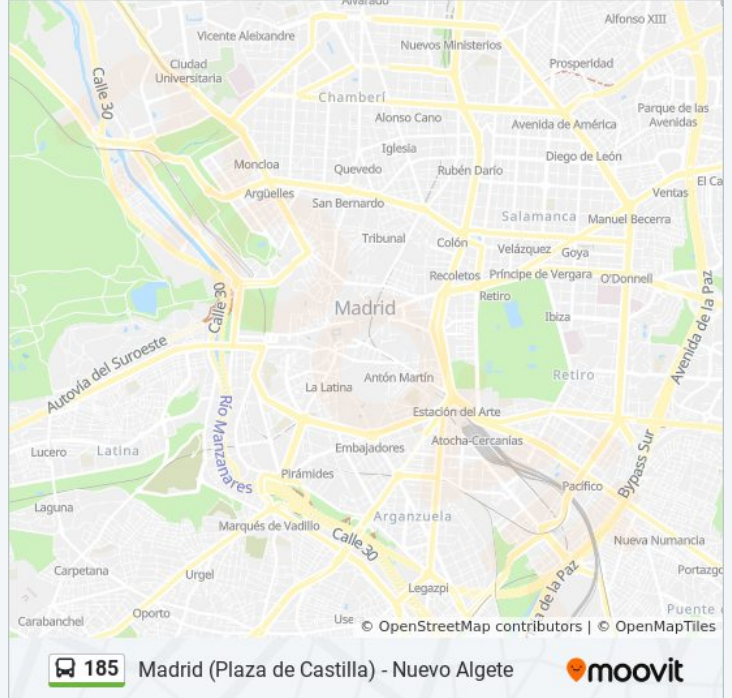 Alvarado
Alfonso XIII
Vicente Aleixandre
Nuevos Ministerios
Ciudad
Universitaria
Prosperidad
Calle 30
Chamberí
Parque de las
Avenidas
Alonso Cano
Avenida de América
Iglesia
Diego de León
Moncloa
Quevedo
Rubén Darío
El Ca
Argüelles
Ventas
San Bernardo
Salamanca
Manuel Becerra
Tribunal
Colón
Velázquez
Goya
Recoletos
Príncipe de Vergara
O'Donnell
Retiro
Calle 30
Madrid
Ibiza
Avenida de la Paz
Autovía del Suroeste
Retiro
Antón Martín
La Latina
Estación del Arte
Río Manzanares
Atocha-Cercanías
Embajadores
Lucero
Latina
Bypass Sur
Pirámides
Pacífico
Laguna
Arganzuela
Marqués de Vadillo
Calle 30
Nueva Numancia
Carpetana
Urgel
Portazgo
a de la Paz
Legazpi
Oporto
Puente
Carabanchel
Use
© OpenStreetMap contributors | © OpenMapTiles
185 Madrid (Plaza de Castilla) - Nuevo Algete
moovit